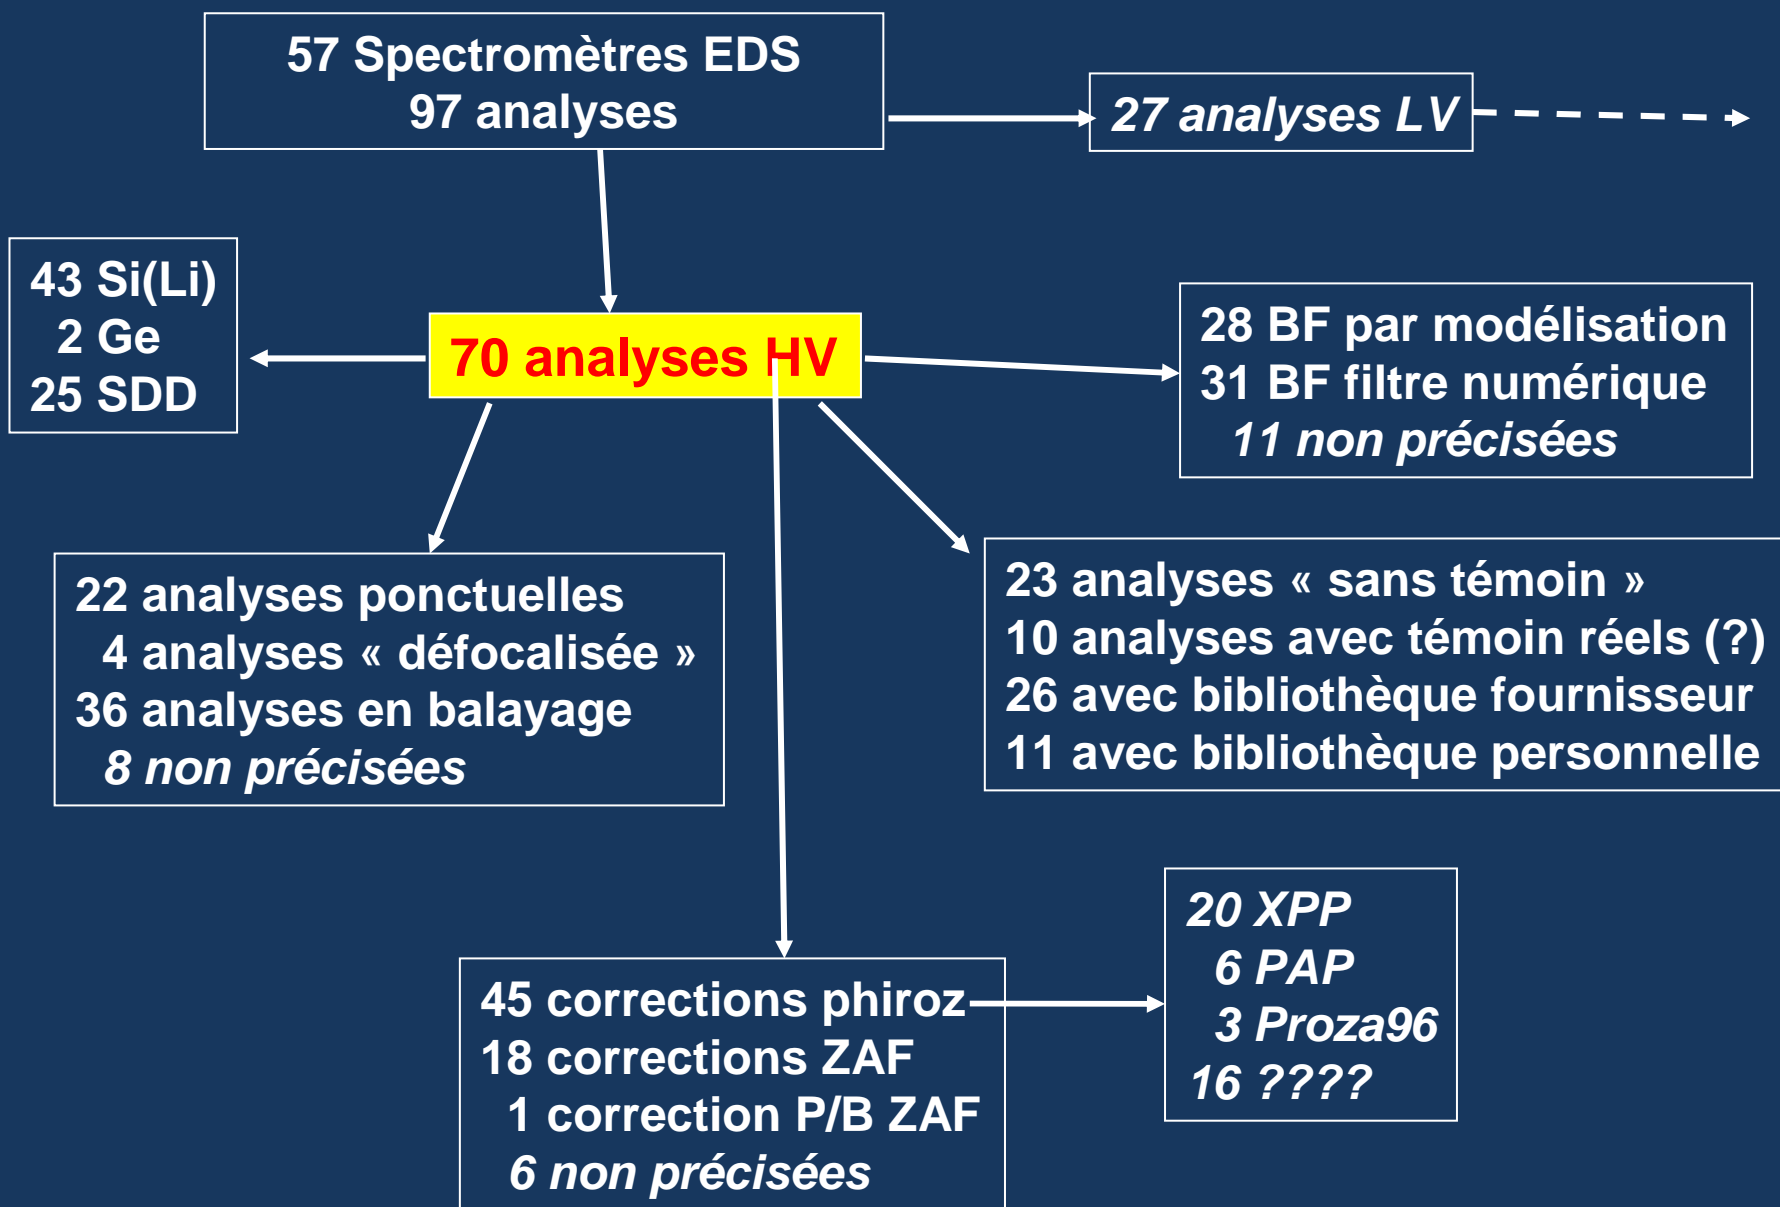 57 Spectromètres EDS
97 analyses
27 analyses LV
43 Si(Li)
2 Ge
25 SDD
70 analyses HV
28 BF par modélisation
31 BF filtre numérique
11 non précisées
22 analyses ponctuelles
4 analyses « défocalisée »
36 analyses en balayage
8 non précisées
23 analyses « sans témoin »
10 analyses avec témoin réels (?)
26 avec bibliothèque fournisseur
11 avec bibliothèque personnelle
45 corrections phiroz
18 corrections ZAF
1 correction P/B ZAF
6 non précisées
20 XPP
6 PAP
3 Proza96
16 ????